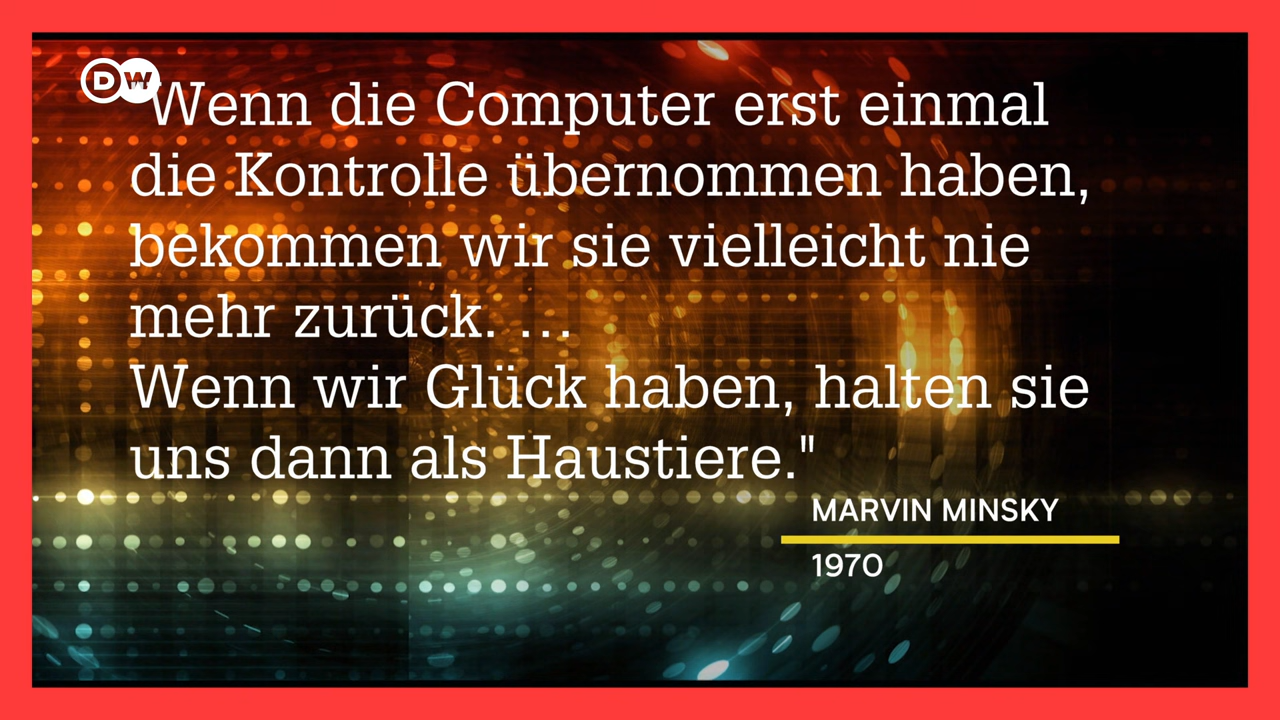 DW
"Wenn die Computer erst einmal
die Kontrolle übernommen haben,
bekommen wir sie vielleicht nie
mehr zurück. ...
Wenn wir Glück haben, halten sie
uns dann als Haustiere."
MARVIN MINSKY
1970